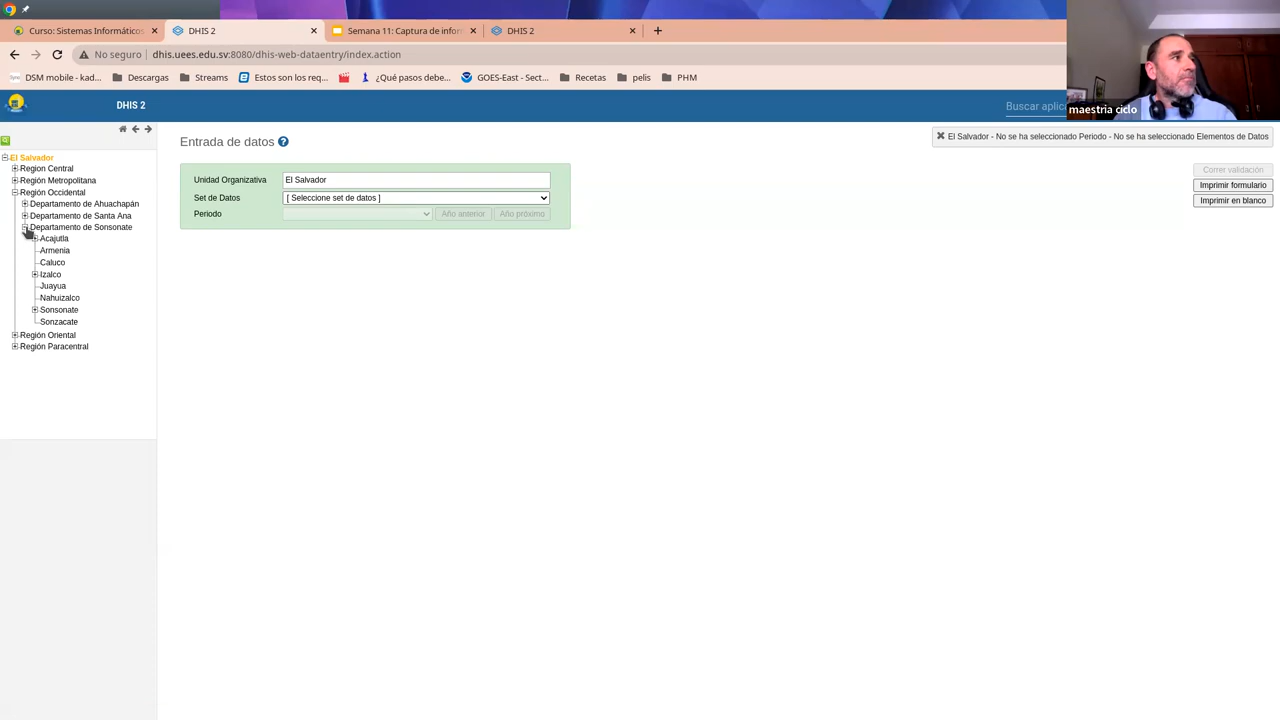 Curso: Sistemas Informáticos
DHIS 2
Semana 11: Captura de infor
DHIS 2
No seguro
dhis.uees.edu.sv:8080/dhis-web-dataentry/index.action
DSM mobile - kad...
Descargas
Streams
Estos son los req...
¿Qué pasos debe...
GOES-East - Sect...
Recetas
pelis
PHM
maestria ciclo
DHIS 2
Buscar aplic
El Salvador - No se ha seleccionado Periodo - No se ha seleccionado Elementos de Datos
Entrada de datos
Correr validación
Imprimir formulario
Imprimir en blanco
Unidad Organizativa
El Salvador
Set de Datos
[ Seleccione set de datos ]
Periodo
Año anterior
Año próximo
El Salvador
Region Central
Región Metropolitana
Región Occidental
Departamento de Ahuachapán
Departamento de Santa Ana
Departamento de Sonsonate
Acajutla
Armenia
Caluco
Izalco
Juayua
Nahuizalco
Sonsonate
Sonzacate
Región Oriental
Región Paracentral